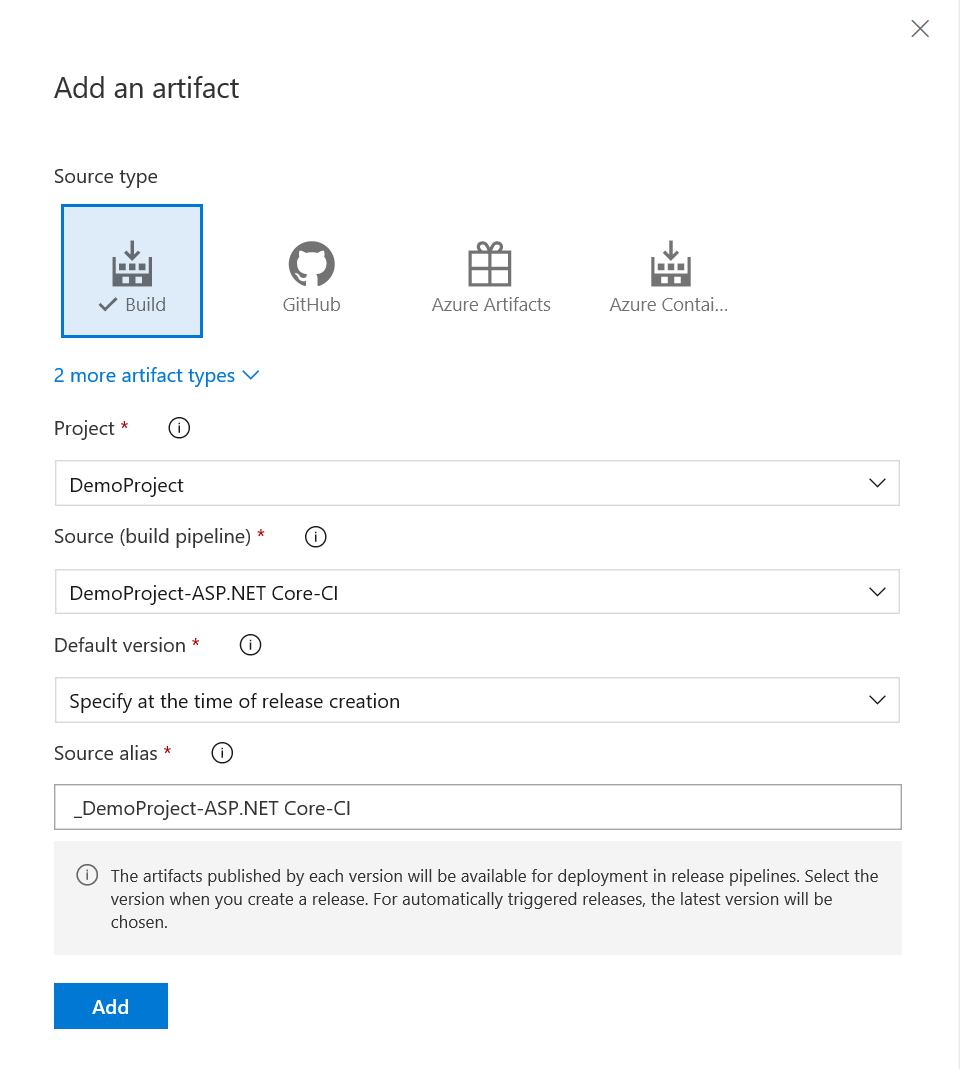 Add an artifact
Source type
Build
GitHub
Azure Artifacts
Azure Contai...
2 more artifact types
Project *
DemoProject
Source (build pipeline) *
DemoProject-ASP.NET Core-CI
Default version *
Specify at the time of release creation
Source alias *
_DemoProject-ASP.NET Core-CI
The artifacts published by each version will be available for deployment in release pipelines. Select the
version when you create a release. For automatically triggered releases, the latest version will be
chosen.
Add